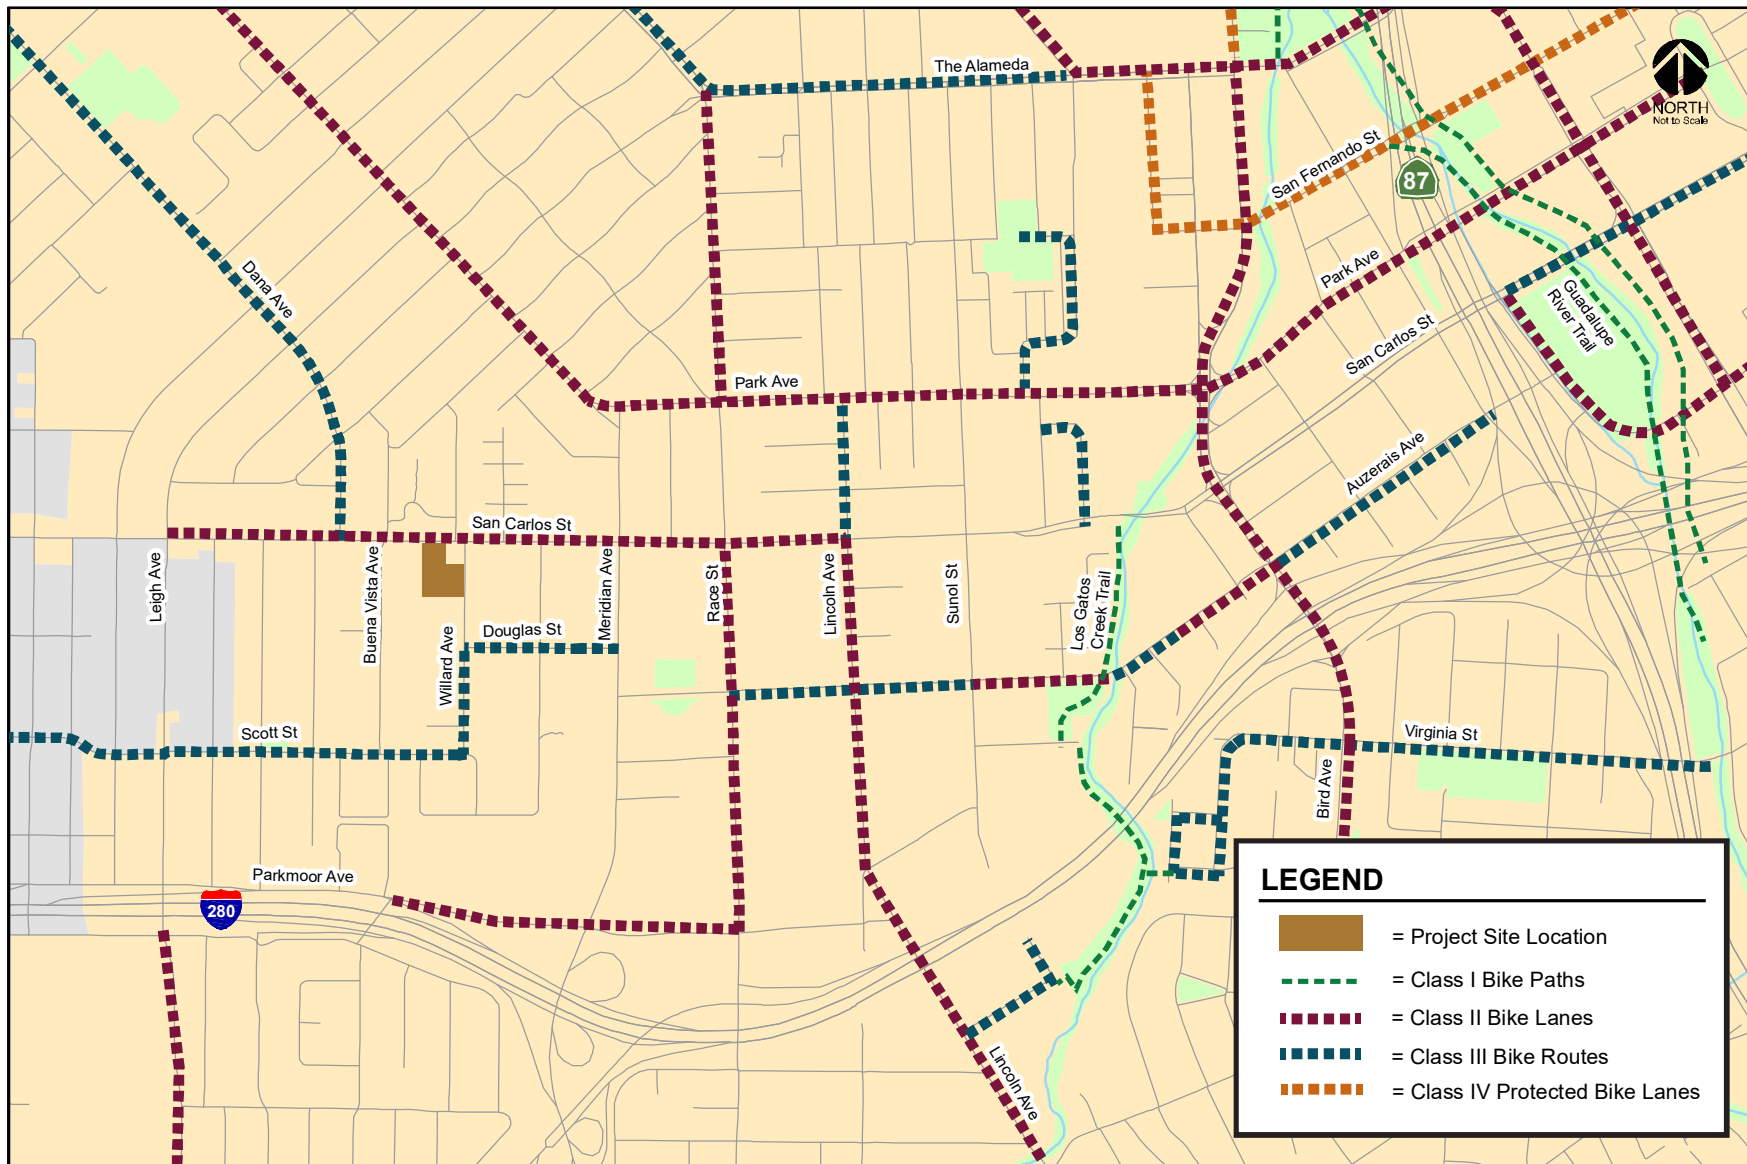 The Alameda
NORTH
Not to Scale
San Fernando St
87
Dana Ave
Park Ave
Guadalupe
River Trail
San Carlos St
Park Ave
Auzerais Ave
San Carlos St
Leigh Ave
Buena Vista Ave
Meridian Ave
Race St
Lincoln Ave
Sunol St
Los Gatos
Creek Trail
Willard Ave
Douglas St
Scott St
Virginia St
Bird Ave
Parkmoor Ave
280
Lincoln Ave
LEGEND
= Project Site Location
= Class I Bike Paths
= Class II Bike Lanes
= Class III Bike Routes
= Class IV Protected Bike Lanes